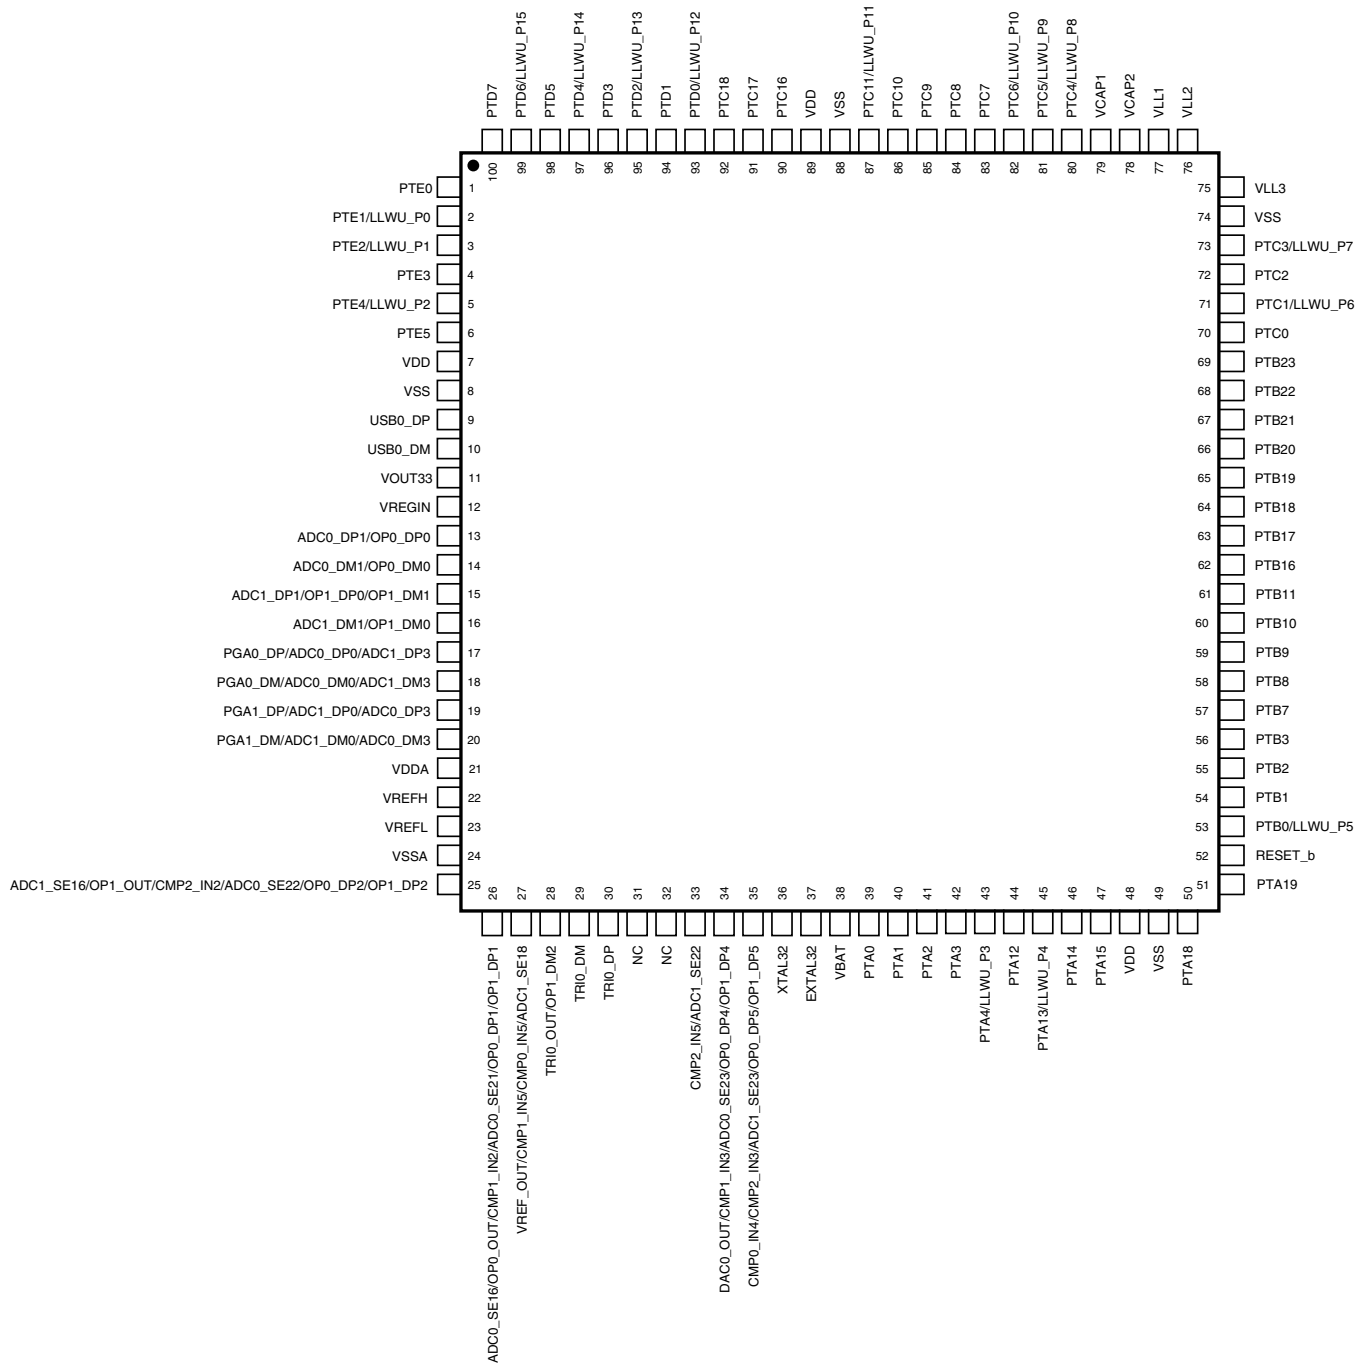 PTD7
PTD6/LLWU_P15
PTD5
PTD4/LLWU_P14
PTD3
PTD2/LLWU_P13
PTD1
PTD0/LLWU_P12
PTC18
PTC17
PTC16
VDD
VSS
PTC11/LLWU_P11
PTC10
PTC9
PTC8
PTC7
PTC6/LLWU_P10
PTC5/LLWU_P9
PTC4/LLWU_P8
VCAP1
VCAP2
VLL1
VLL2
100
99
98
97
96
95
94
93
92
91
90
89
88
87
86
85
84
83
82
81
80
79
78
77
76
PTE0 1
PTE1/LLWU_P0 2
PTE2/LLWU_P1 3
PTE3 4
PTE4/LLWU_P2 5
PTE5 6
VDD 7
VSS 8
USB0_DP 9
USB0_DM 10
VOUT33 11
VREGIN 12
ADC0_DP1/OP0_DP0 13
ADC0_DM1/OP0_DM0 14
ADC1_DP1/OP1_DP0/OP1_DM1 15
ADC1_DM1/OP1_DM0 16
PGA0_DP/ADC0_DP0/ADC1_DP3 17
PGA0_DM/ADC0_DM0/ADC1_DM3 18
PGA1_DP/ADC1_DP0/ADC0_DP3 19
PGA1_DM/ADC1_DM0/ADC0_DM3 20
VDDA 21
VREFH 22
VREFL 23
VSSA 24
ADC1_SE16/OP1_OUT/CMP2_IN2/ADC0_SE22/OP0_DP2/OP1_DP2 25
75 VLL3
74 VSS
73 PTC3/LLWU_P7
72 PTC2
71 PTC1/LLWU_P6
70 PTC0
69 PTB23
68 PTB22
67 PTB21
66 PTB20
65 PTB19
64 PTB18
63 PTB17
62 PTB16
61 PTB11
60 PTB10
59 PTB9
58 PTB8
57 PTB7
56 PTB3
55 PTB2
54 PTB1
53 PTB0/LLWU_P5
52 RESET_b
51 PTA19
26
27
28
29
30
31
32
33
34
35
36
37
38
39
40
41
42
43
44
45
46
47
48
49
50
ADC0_SE16/OP0_OUT/CMP1_IN2/ADC0_SE21/OP0_DP1/OP1_DP1
VREF_OUT/CMP1_IN5/CMP0_IN5/ADC1_SE18
TRI0_OUT/OP1_DM2
TRI0_DM
TRI0_DP
NC
NC
CMP2_IN5/ADC1_SE22
DAC0_OUT/CMP1_IN3/ADC0_SE23/OP0_DP4/OP1_DP4
CMP0_IN4/CMP2_IN3/ADC1_SE23/OP0_DP5/OP1_DP5
XTAL32
EXTAL32
VBAT
PTA0
PTA1
PTA2
PTA3
PTA4/LLWU_P3
PTA12
PTA13/LLWU_P4
PTA14
PTA15
VDD
VSS
PTA18